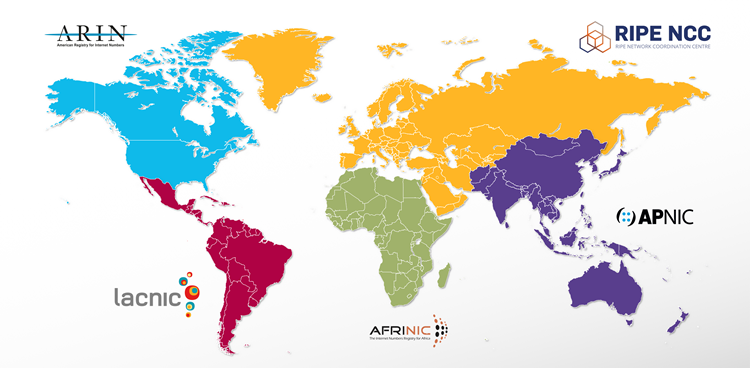 ARIN
American Registry for Internet Numbers
RIPE NCC
RIPE NETWORK COORDINATION CENTRE
APNIC
lacnic
AFRINIC
The Internet Numbers Registry for Africa